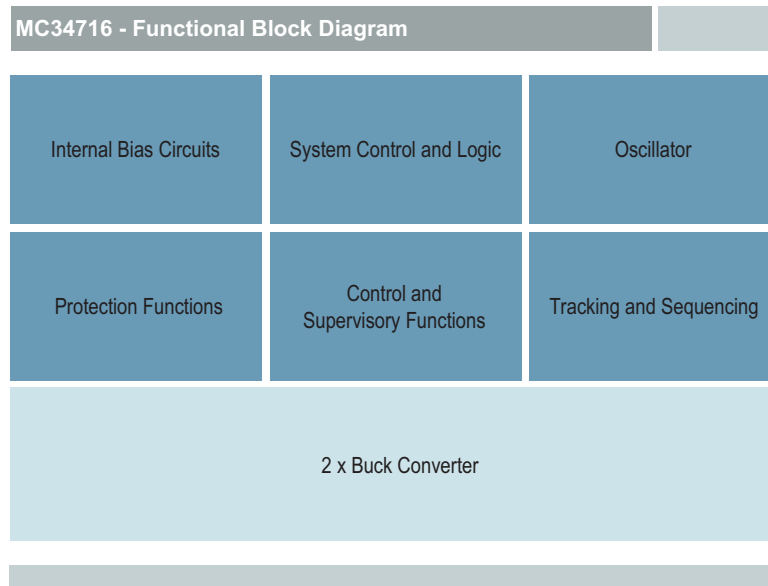 MC34716 - Functional Block Diagram
Internal Bias Circuits
System Control and Logic
Oscillator
Protection Functions
Control and
Supervisory Functions
Tracking and Sequencing
2 x Buck Converter